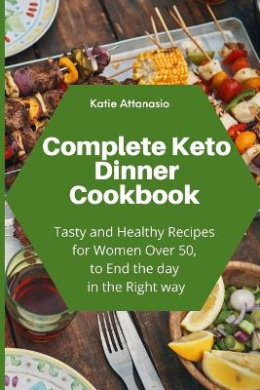 Katie Attanasio
Complete Keto
Dinner
Cookbook
Tasty and Healthy Recipes
for Women Over 50,
to End the day
in the Right way